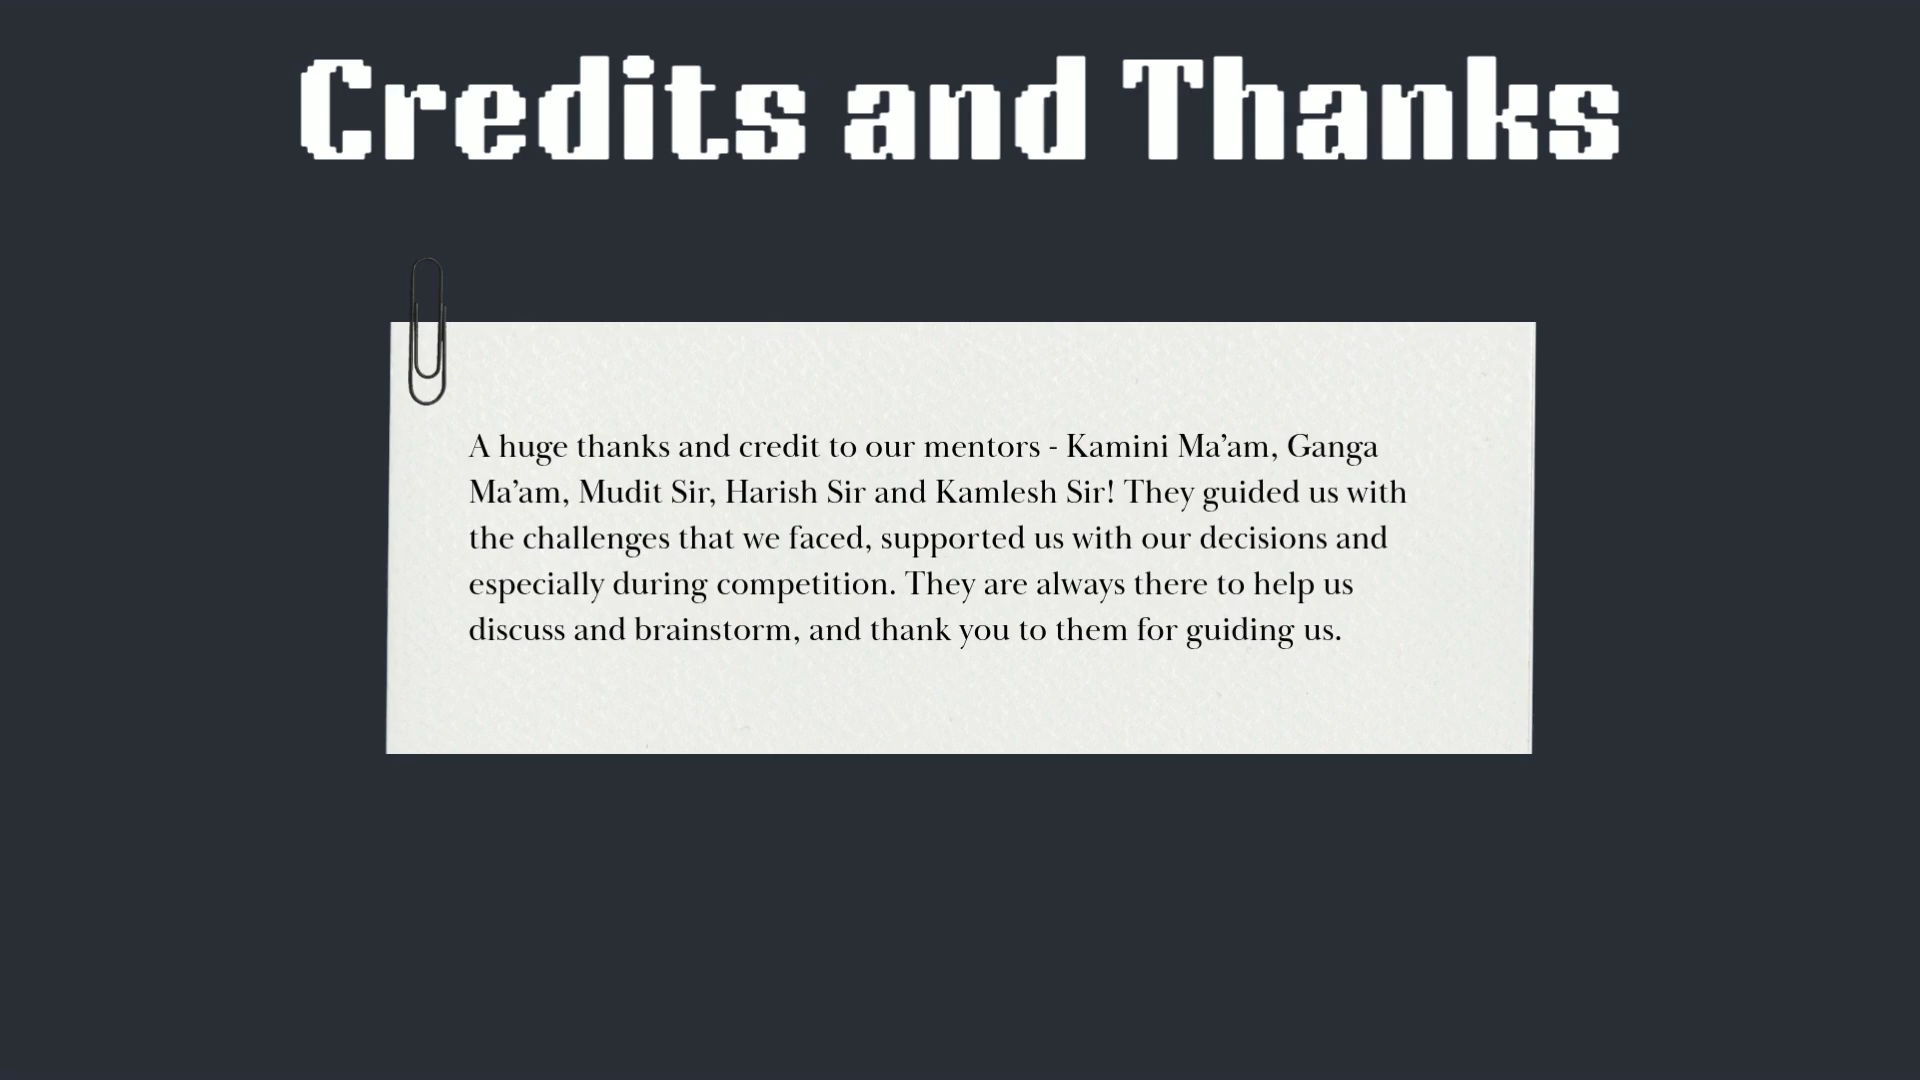 Credits and Thanks
A huge thanks and credit to our mentors - Kamini Ma’am, Ganga
Ma’am, Mudit Sir, Harish Sir and Kamlesh Sir! They guided us with
the challenges that we faced, supported us with our decisions and
especially during competition. They are always there to help us
discuss and brainstorm, and thank you to them for guiding us.